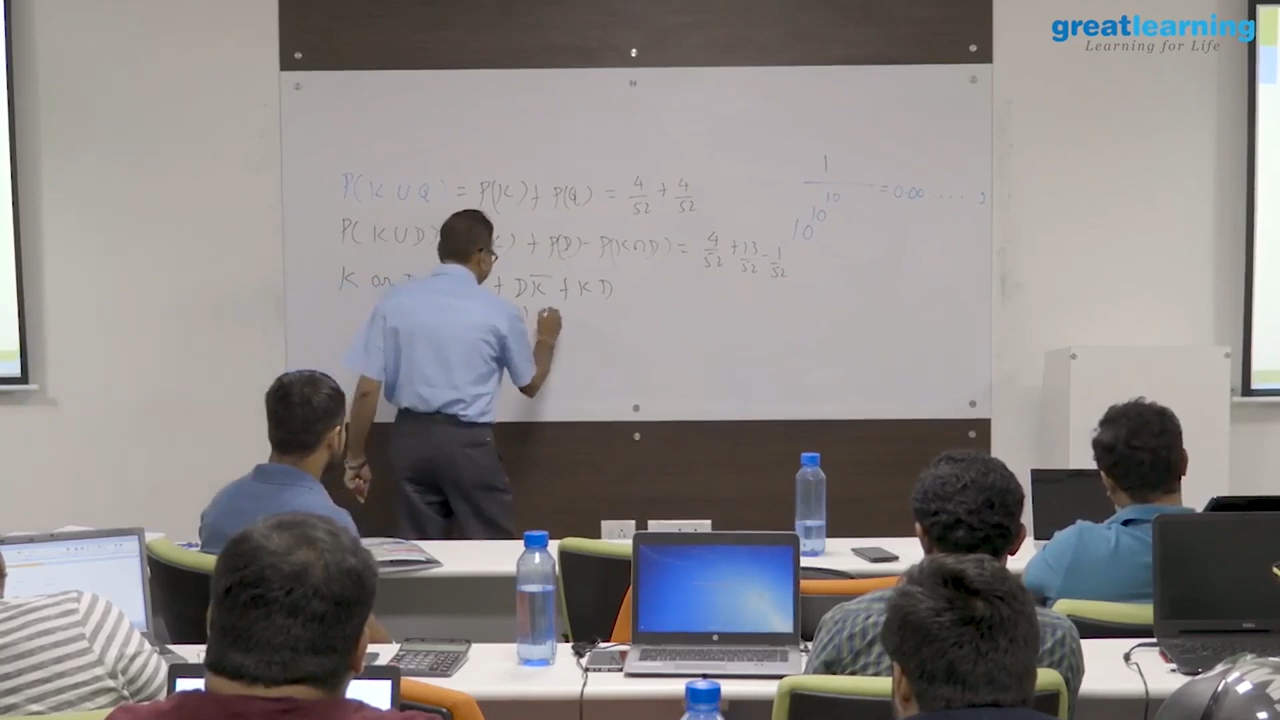 greatlearning
Learning for Life
P(K∪Q) = P(K) + P(Q) = 4/52 + 4/52
P(K∪D) ) + P(D) - P(K∩D) = 4/52 + 13/52 - 1/52
K + DK̅ + KD
1/10^10^10 = 0.00 ....